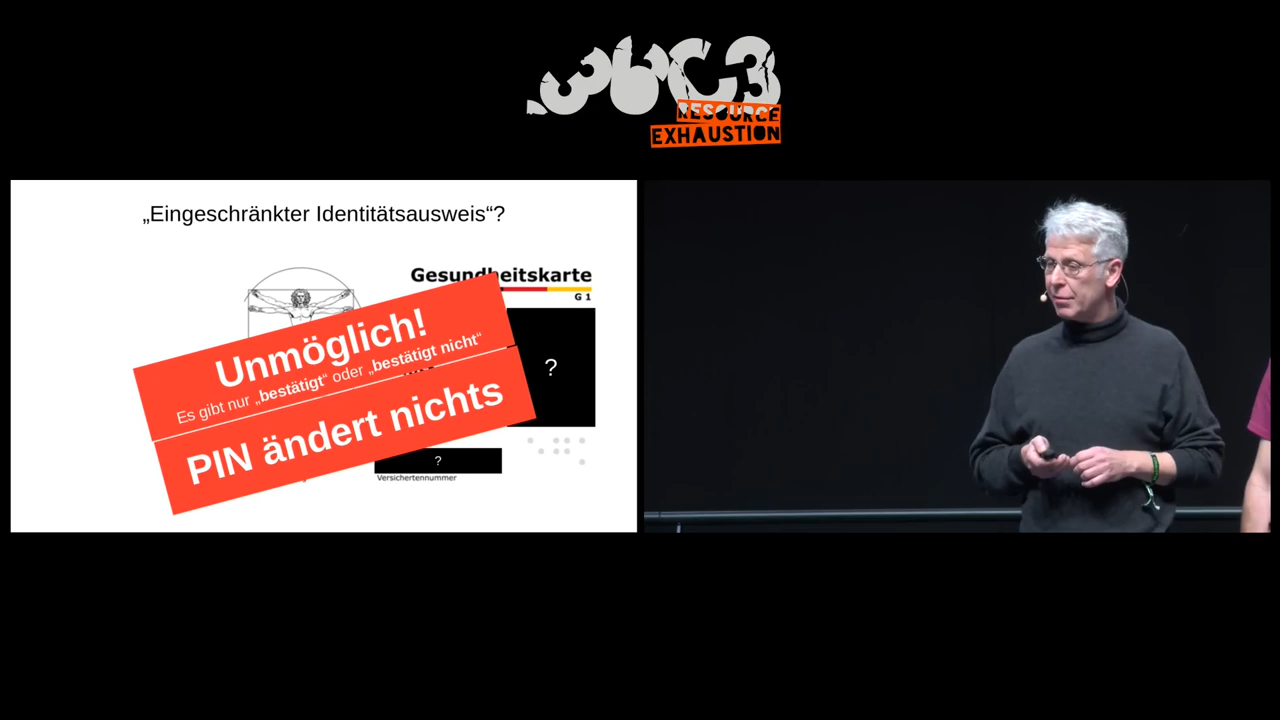 36C3
RESOURCE
EXHAUSTION
„Eingeschränkter Identitätsausweis“?
Gesundheitskarte
G 1
Unmöglich!
Es gibt nur „bestätigt“ oder „bestätigt nicht“
PIN ändert nichts
?
?
Versichertennummer